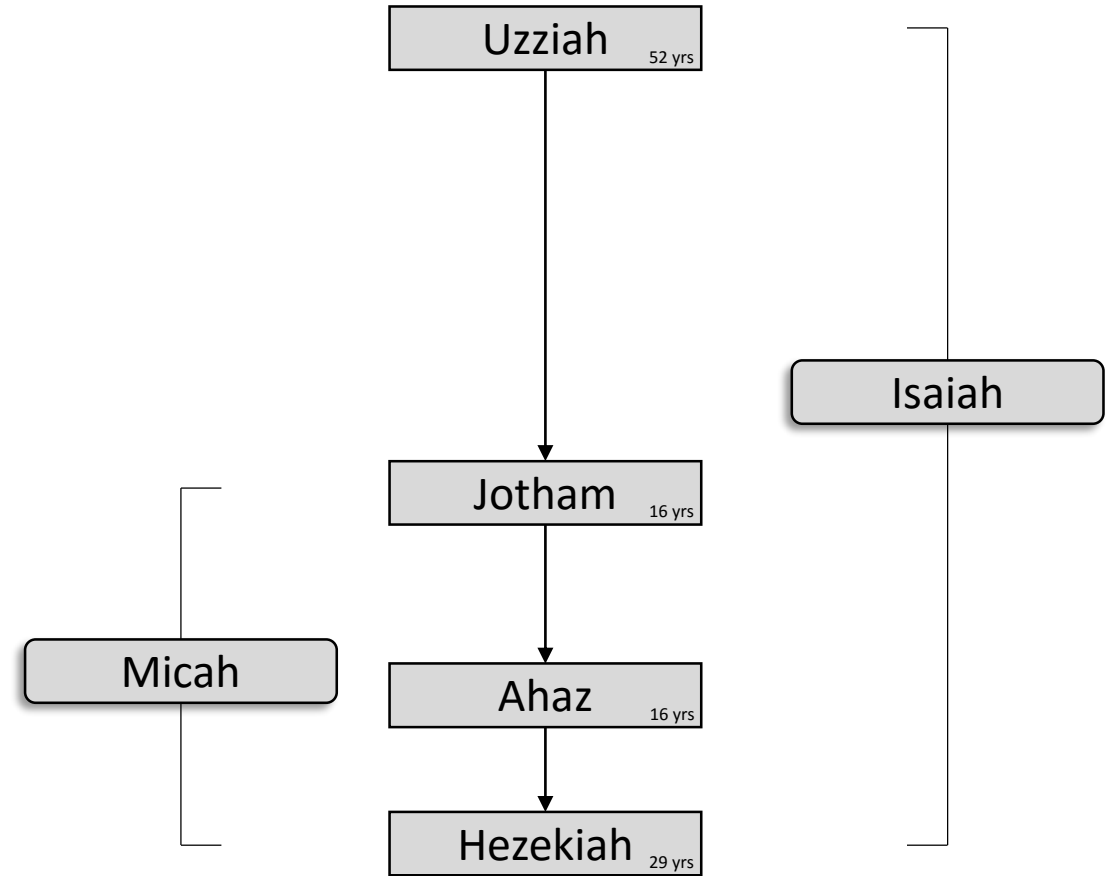 Uzziah
52 yrs
Isaiah
Jotham
16 yrs
Micah
Ahaz
16 yrs
Hezekiah
29 yrs